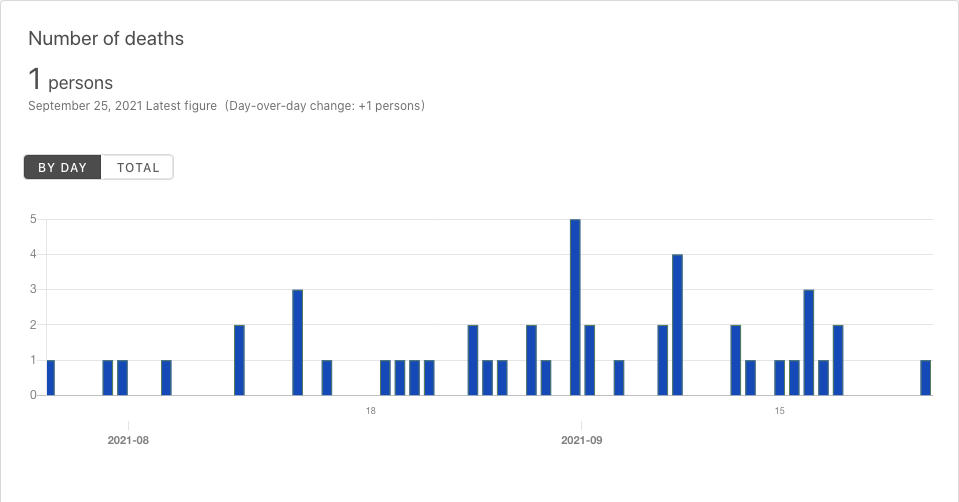 Number of deaths
1 persons
September 25, 2021 Latest figure (Day-over-day change: +1 persons)
BY DAY TOTAL
5
4
3
2
1
0
18 15
2021-08 2021-09